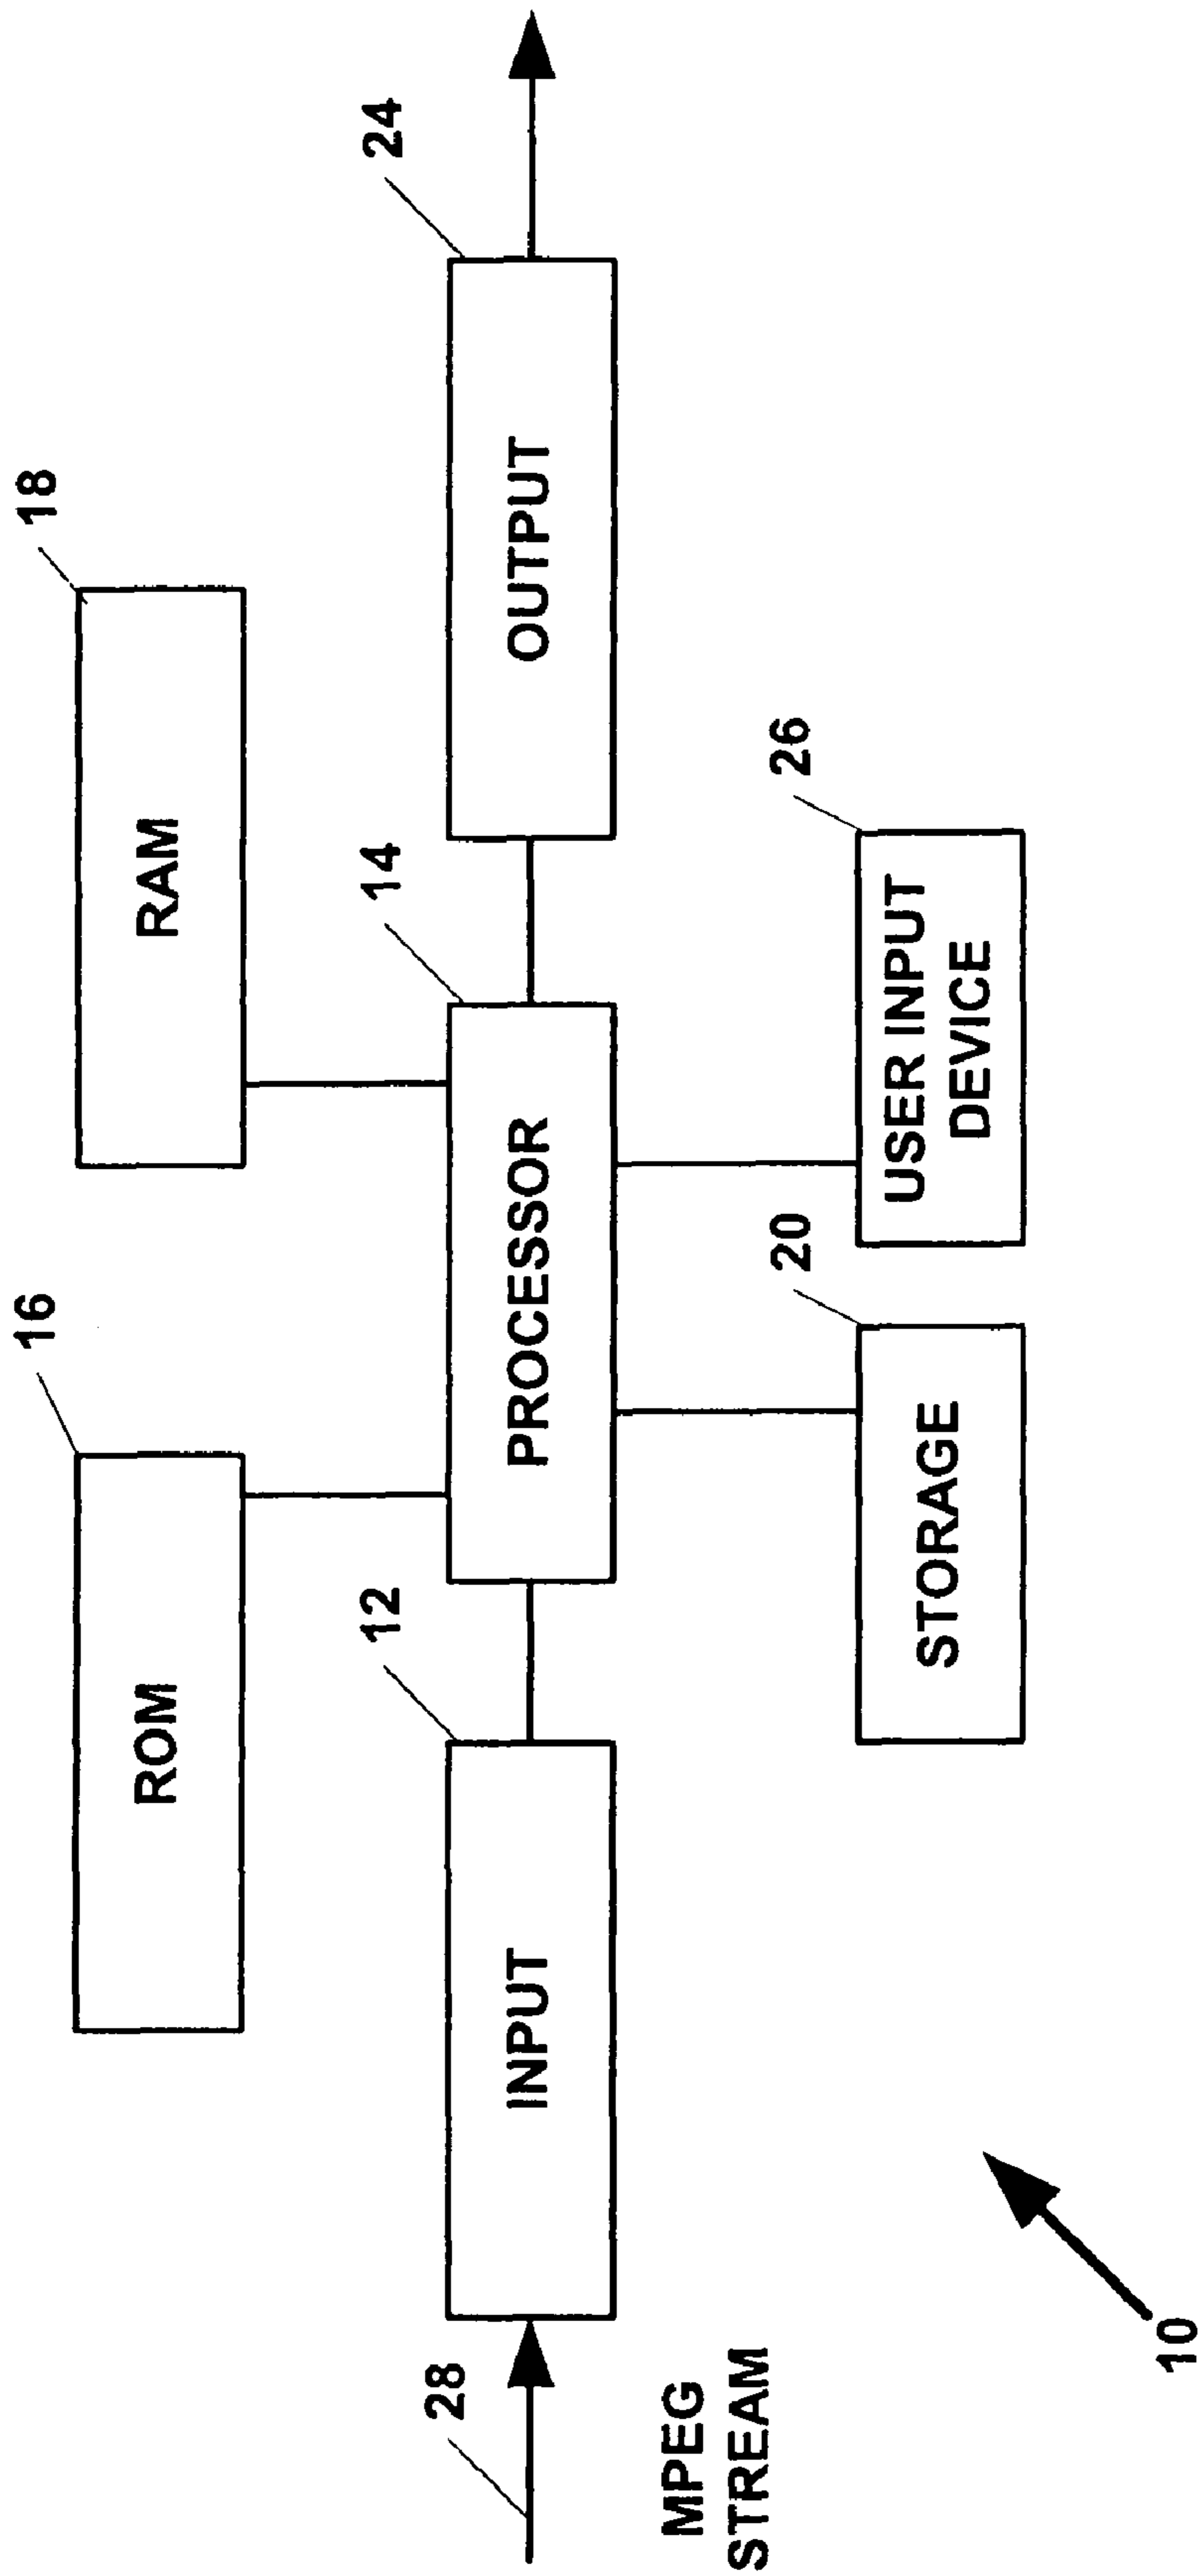 16
18
ROM
RAM
28
12
14
24
INPUT
PROCESSOR
OUTPUT
MPEG
STREAM
20
26
STORAGE
USER INPUT
DEVICE
10